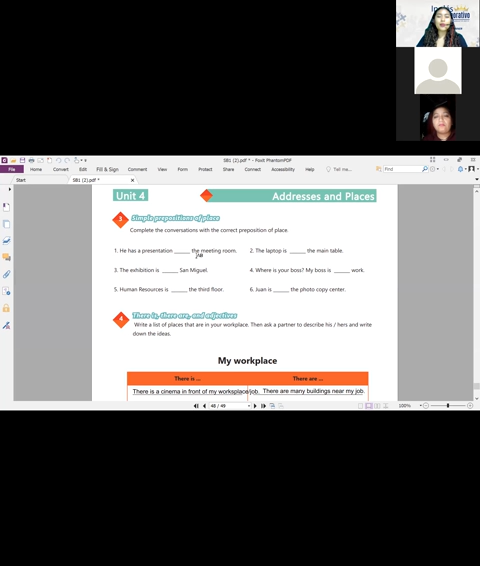 Inglés
corporativo
SB1 (2).pdf * - Foxit PhantomPDF
File Home Convert Edit Fill & Sign Comment View Form Protect Share Connect Accessibility Help Tell me... Find
Start SB1 (2).pdf *
Unit 4 Addresses and Places
3 Simple prepositions of place
Complete the conversations with the correct preposition of place.
1. He has a presentation ______ the meeting room. 2. The laptop is ______ the main table.
3. The exhibition is ______ San Miguel. 4. Where is your boss? My boss is ______ work.
5. Human Resources is ______ the third floor. 6. Juan is ______ the photo copy center.
4 There is, there are, and adjectives
Write a list of places that are in your workplace. Then ask a partner to describe his / hers and write
down the ideas.
My workplace
There is ... There are ...
There is a cinema in front of my worksplace/job. There are many buildings near my job.
48 / 49 100%